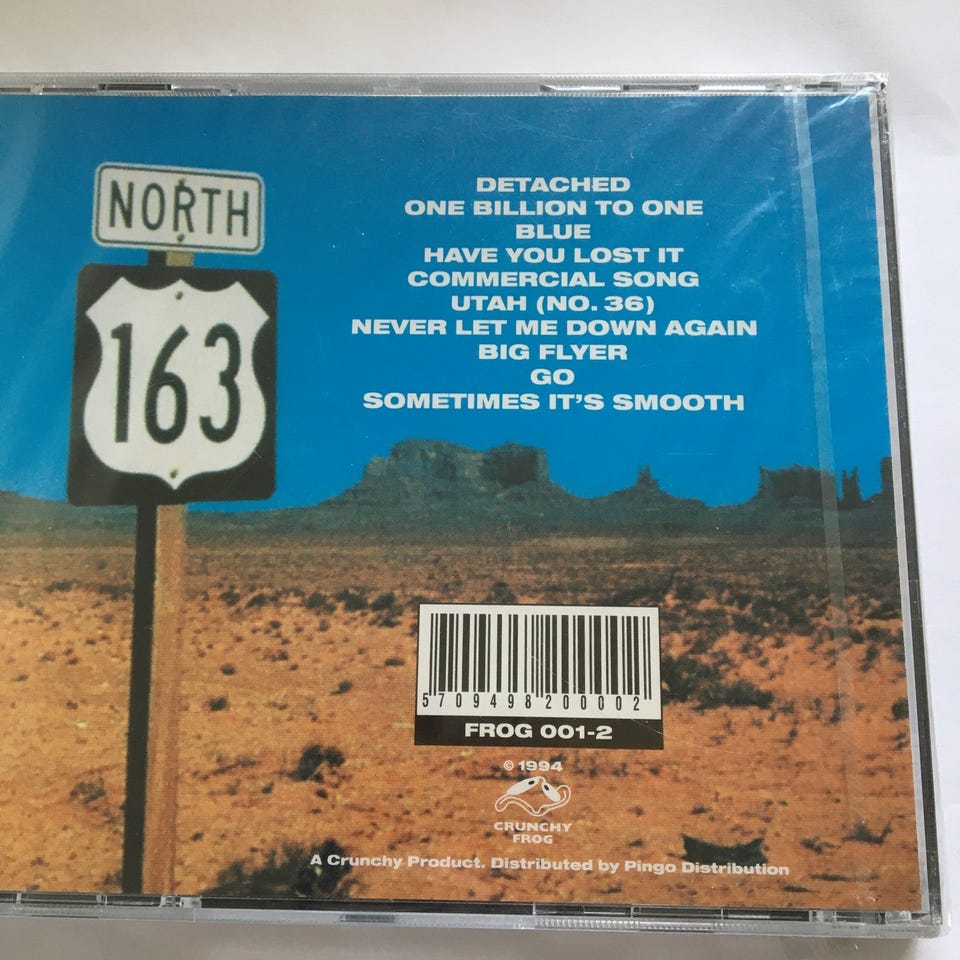 NORTH
163
DETACHED
ONE BILLION TO ONE
BLUE
HAVE YOU LOST IT
COMMERCIAL SONG
UTAH (NO. 36)
NEVER LET ME DOWN AGAIN
BIG FLYER
GO
SOMETIMES IT'S SMOOTH
5709498200002
FROG 001-2
© 1994
CRUNCHY
FROG
A Crunchy Product. Distributed by Pingo Distribution